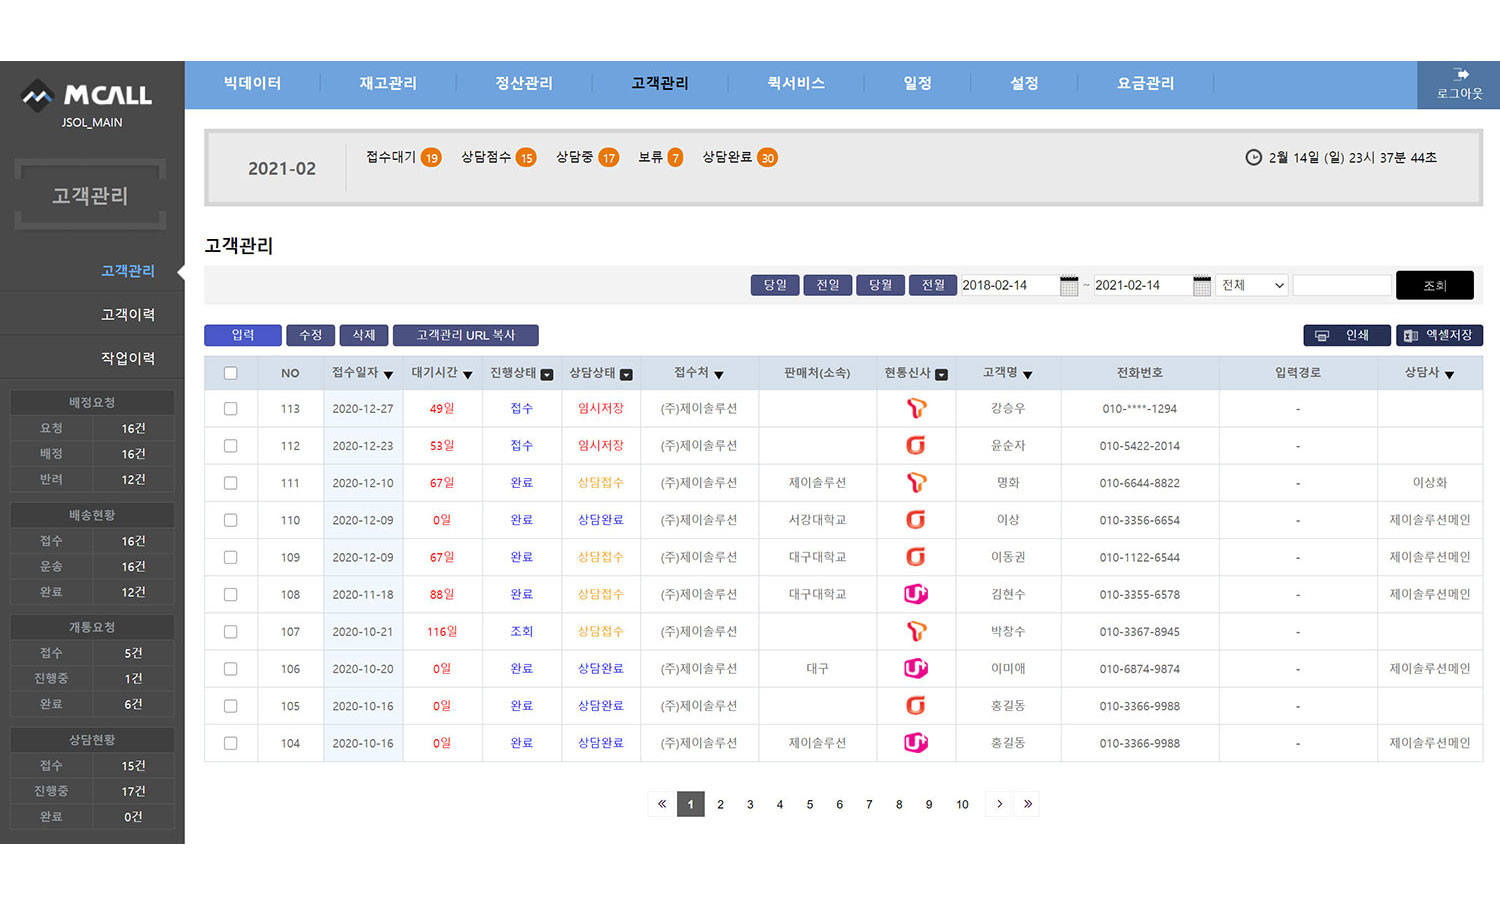 MCALL
JSOL_MAIN
빅데이터 재고관리 정산관리 고객관리 퀵서비스 일정 설정 요금관리 로그아웃
고객관리
고객관리
고객이력
작업이력
배정요청
요청 16건
배정 16건
반려 12건
배송현황
접수 16건
운송 16건
완료 12건
개통요청
접수 5건
진행중 1건
완료 6건
상담현황
접수 15건
진행중 17건
완료 0건
2021-02 접수대기 19 상담점수 15 상담중 17 보류 7 상담완료 30 2월 14일 (일) 23시 37분 44초
고객관리
당일 전일 당월 전월 2018-02-14 ~ 2021-02-14 전체 조회
입력 수정 삭제 고객관리 URL 복사 인쇄 엑셀저장
NO 접수일자 대기시간 진행상태 상담상태 접수처 판매처(소속) 현통신사 고객명 전화번호 입력경로 상담사
113 2020-12-27 49일 접수 임시저장 (주)제이솔루션 강승우 010-****-1294 -
112 2020-12-23 53일 접수 임시저장 (주)제이솔루션 윤순자 010-5422-2014 -
111 2020-12-10 67일 완료 상담접수 (주)제이솔루션 제이솔루션 명화 010-6644-8822 - 이상화
110 2020-12-09 0일 완료 상담완료 (주)제이솔루션 서강대학교 이상 010-3356-6654 - 제이솔루션메인
109 2020-12-09 67일 완료 상담접수 (주)제이솔루션 대구대학교 이동권 010-1122-6544 - 제이솔루션메인
108 2020-11-18 88일 완료 상담접수 (주)제이솔루션 대구대학교 U+ 김현수 010-3355-6578 - 제이솔루션메인
107 2020-10-21 116일 조회 상담접수 (주)제이솔루션 박창수 010-3367-8945 -
106 2020-10-20 0일 완료 상담완료 (주)제이솔루션 대구 U+ 이미애 010-6874-9874 - 제이솔루션메인
105 2020-10-16 0일 완료 상담완료 (주)제이솔루션 홍길동 010-3366-9988 -
104 2020-10-16 0일 완료 상담완료 (주)제이솔루션 제이솔루션 U+ 홍길동 010-3366-9988 - 제이솔루션메인
« 1 2 3 4 5 6 7 8 9 10 > »